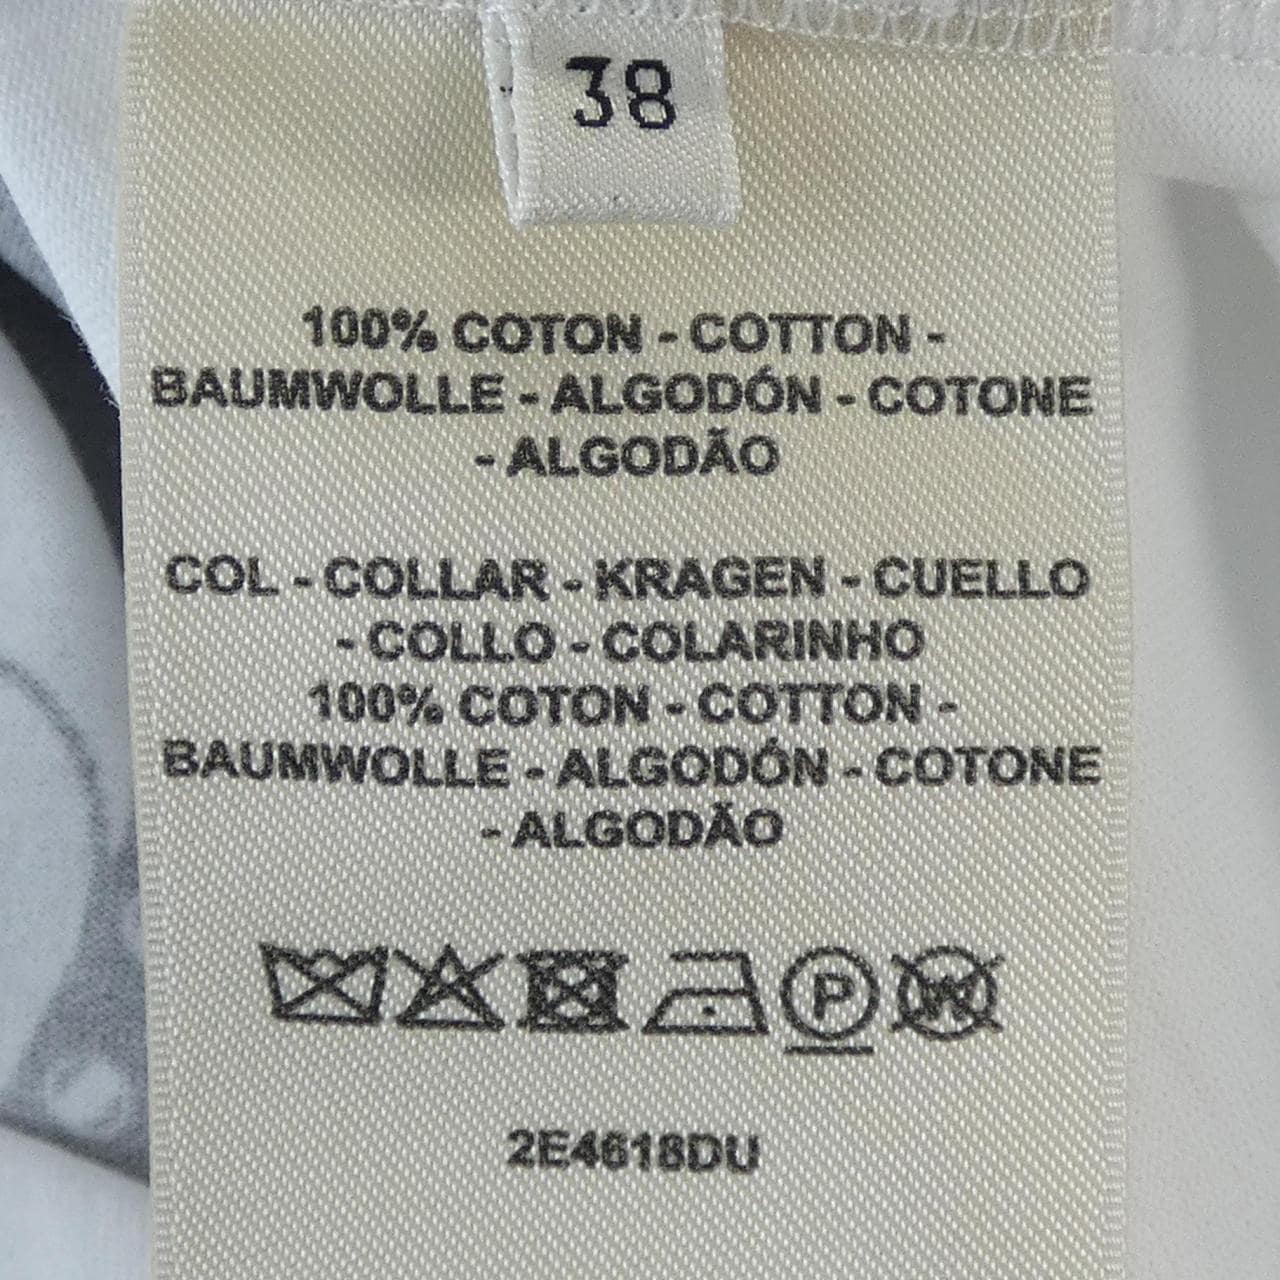 38
100% COTON - COTTON -
BAUMWOLLE - ALGODÓN - COTONE
- ALGODÃO
COL - COLLAR - KRAGEN - CUELLO
- COLLO - COLARINHO
100% COTON - COTTON -
BAUMWOLLE - ALGODÓN - COTONE
- ALGODÃO
P W
2E4618DU